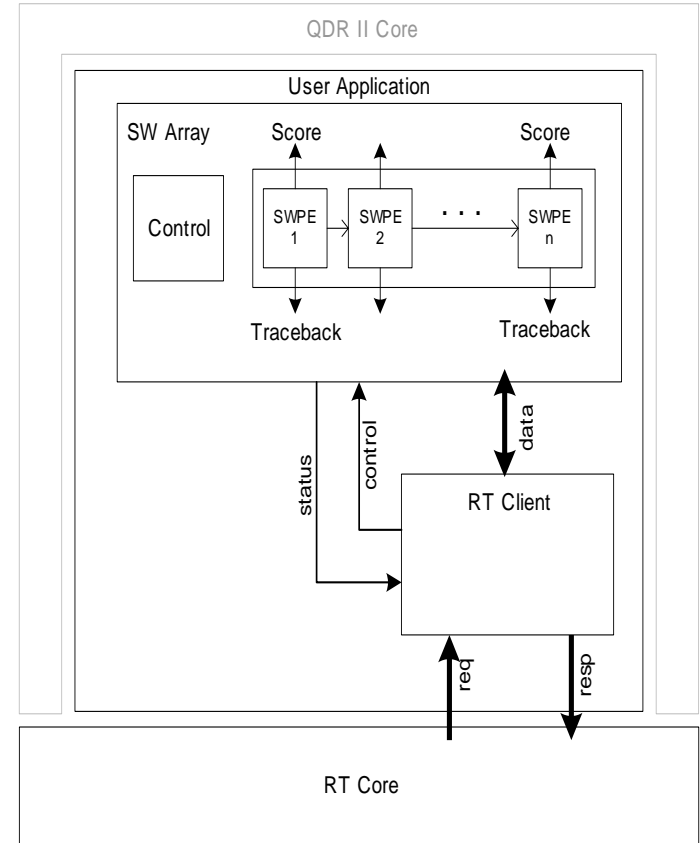 QDR II Core
User Application
SW Array
Score
Score
Control
SWPE
1
SWPE
2
. . .
SWPE
n
Traceback
Traceback
status
control
data
RT Client
req
resp
RT Core